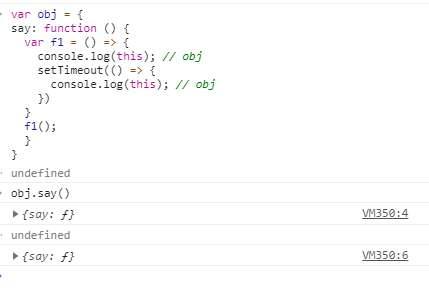 var obj = {
say: function () {
var f1 = () => {
console.log(this); // obj
setTimeout(() => {
console.log(this); // obj
})
}
f1();
}
}
undefined
obj.say()
{say: ƒ} VM350:4
undefined
{say: ƒ} VM350:6